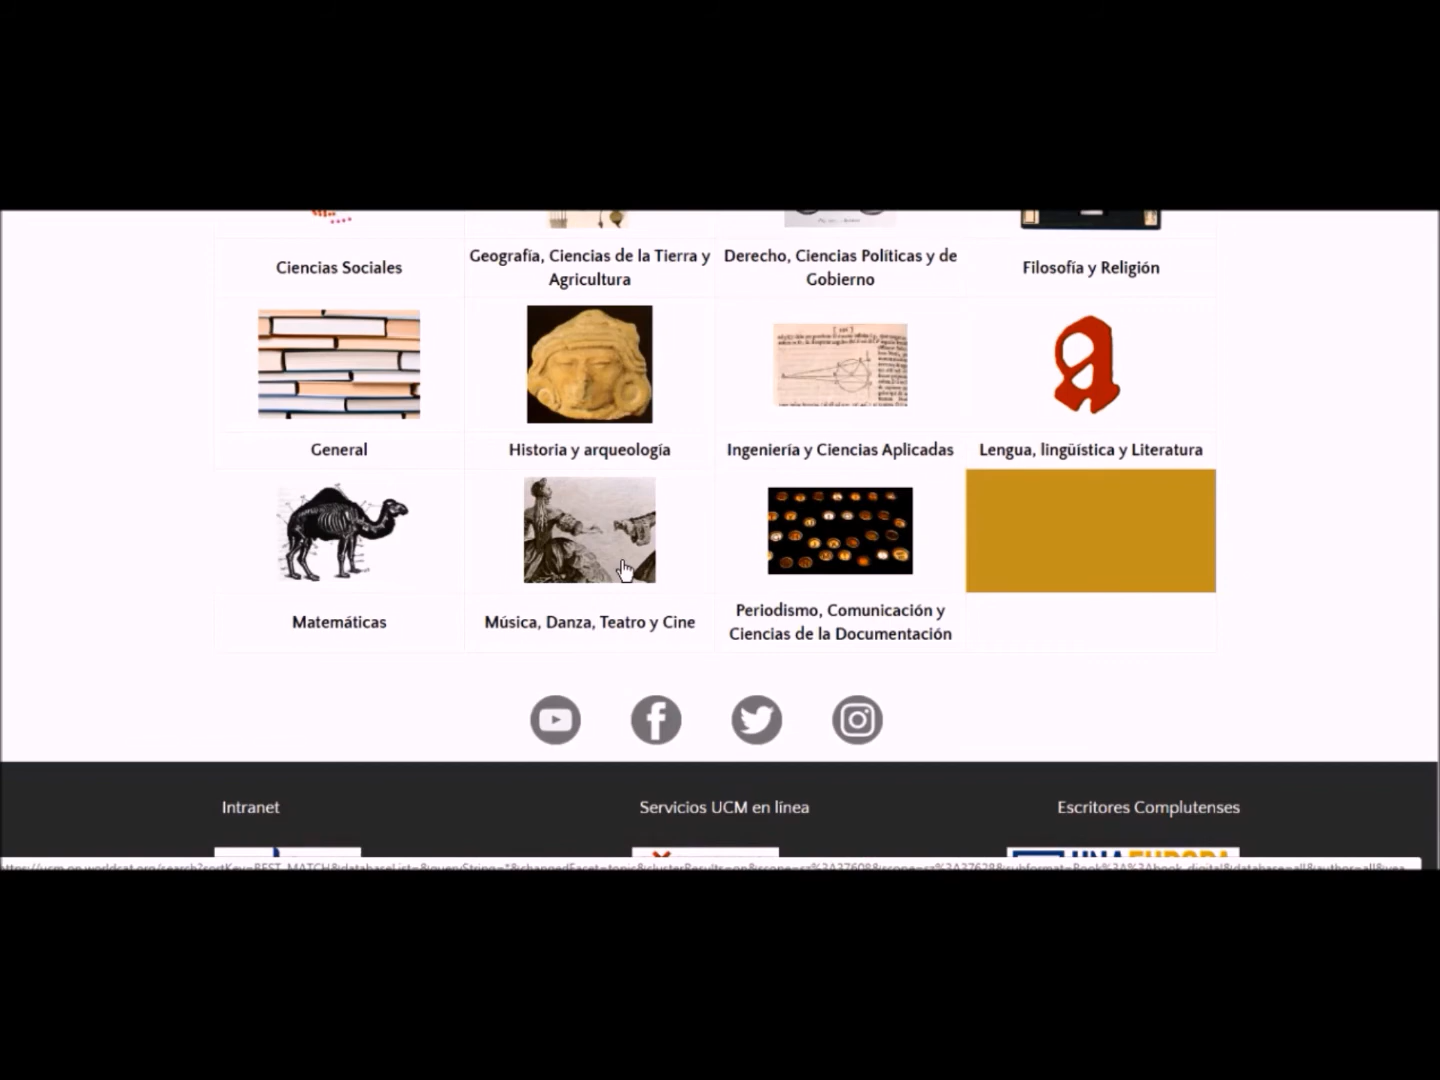 Ciencias Sociales
Geografía, Ciencias de la Tierra y
Agricultura
Derecho, Ciencias Políticas y de
Gobierno
Filosofía y Religión
General
Historia y arqueología
Ingeniería y Ciencias Aplicadas
Lengua, lingüística y Literatura
Matemáticas
Música, Danza, Teatro y Cine
Periodismo, Comunicación y
Ciencias de la Documentación
Intranet
Servicios UCM en línea
Escritores Complutenses
UNA EUROPA